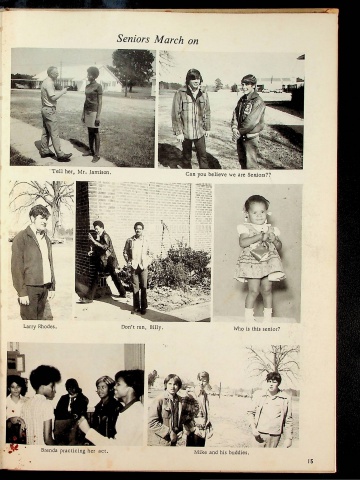 Seniors March on
Tell her, Mr. Jamison.
Can you believe we are Seniors??
Larry Rhodes.
Don't run, Billy.
Who is this senior?
Brenda practicing her act.
Mike and his buddies.
15